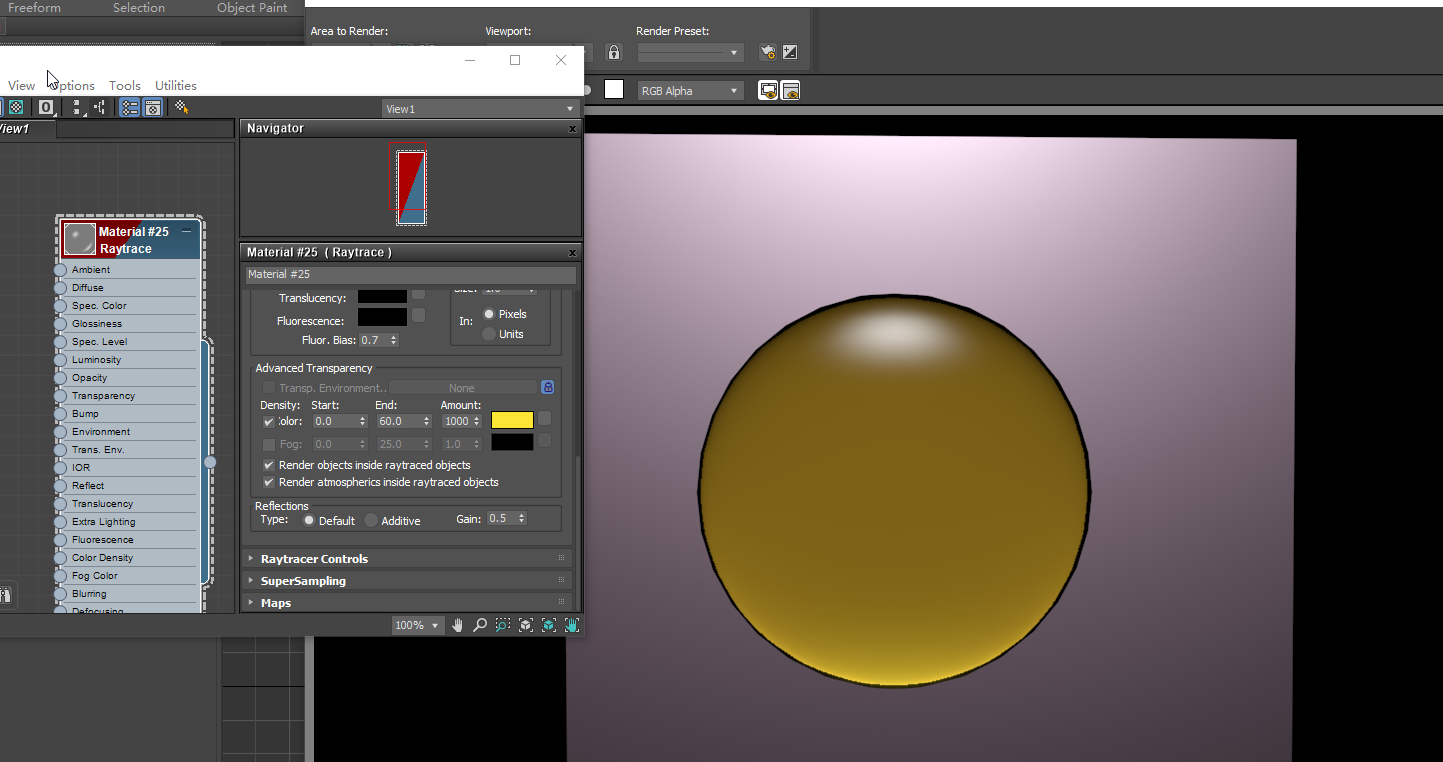 Freeform Selection Object Paint
Area to Render: Viewport: Render Preset:
View Options Tools Utilities
RGB Alpha
View1
View1
Navigator
Material #25
Raytrace
Ambient
Diffuse
Spec. Color
Glossiness
Spec. Level
Luminosity
Opacity
Transparency
Bump
Environment
Trans. Env.
IOR
Reflect
Translucency
Extra Lighting
Fluorescence
Color Density
Fog Color
Blurring
Defocusing
Material #25 ( Raytrace )
Material #25
Translucency:
Size: 1.0
Fluorescence:
In: Pixels
Units
Fluor. Bias: 0.7
Advanced Transparency
Transp. Environment.. None
Density: Start: End: Amount:
Color: 0.0 60.0 1000
Fog: 0.0 25.0 1.0
Render objects inside raytraced objects
Render atmospherics inside raytraced objects
Reflections
Type: Default Additive Gain: 0.5
Raytracer Controls
SuperSampling
Maps
100%